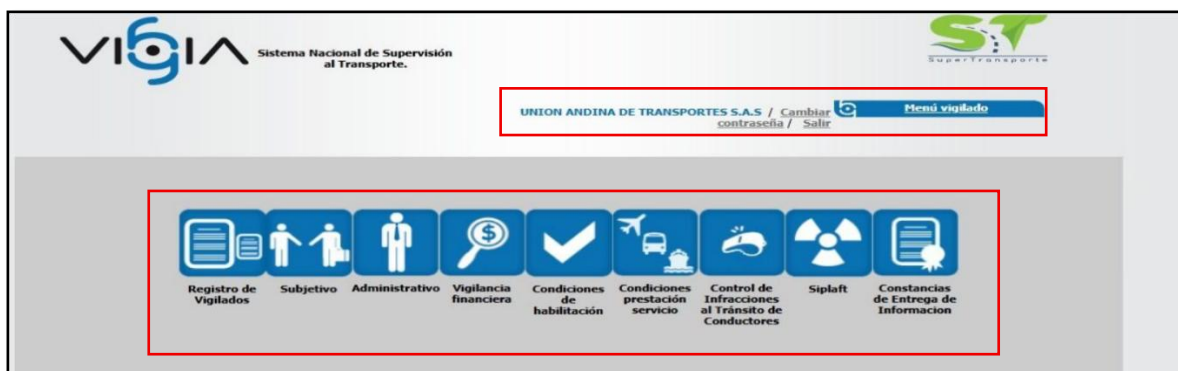 VIGIA
Sistema Nacional de Supervisión
al Transporte.
ST
SuperTransporte
UNION ANDINA DE TRANSPORTES S.A.S / Cambiar
contraseña / Salir
Menú vigilado
Registro de
Vigilados
Subjetivo
Administrativo
Vigilancia
financiera
Condiciones
de
habilitación
Condiciones
prestación
servicio
Control de
Infracciones
al Tránsito de
Conductores
Siplaft
Constancias
de Entrega de
Informacion